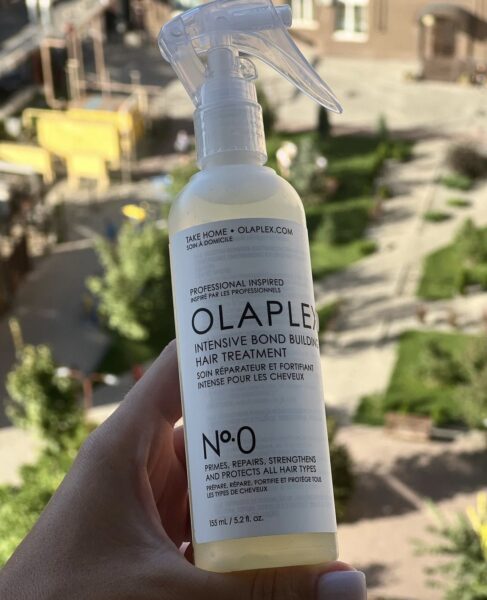 TAKE HOME • OLAPLEX.COM
SOIN À DOMICILE
PROFESSIONAL INSPIRED
INSPIRÉ PAR LES PROFESSIONNELS
OLAPLEX
INTENSIVE BOND BUILDING
HAIR TREATMENT
SOIN RÉPARATEUR ET FORTIFIANT
INTENSE POUR LES CHEVEUX
Nº.0
PRIMES, REPAIRS, STRENGTHENS
AND PROTECTS ALL HAIR TYPES
PRÉPARE, RÉPARE, FORTIFIE ET PROTÈGE TOUS
LES TYPES DE CHEVEUX
155 mL / 5.2 fl. oz.